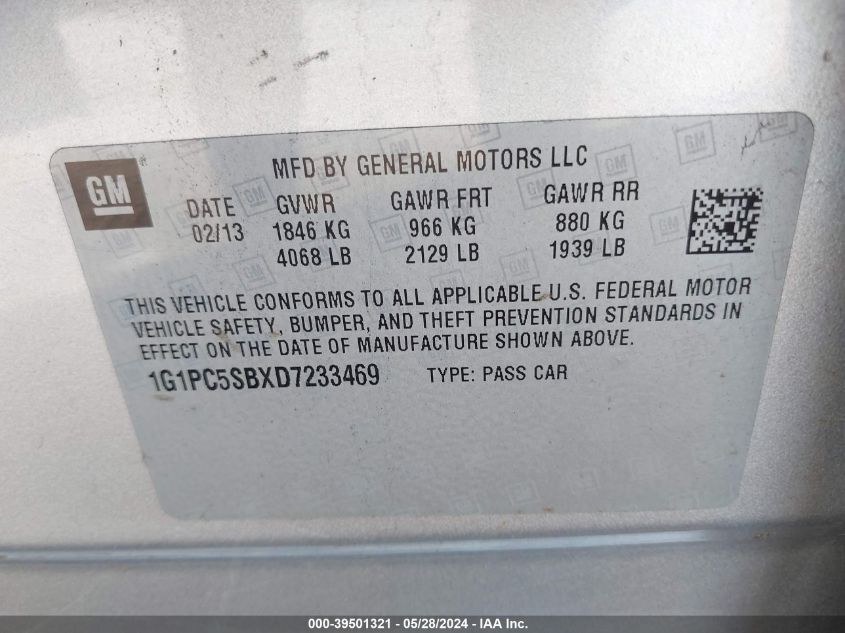 GM
MFD BY GENERAL MOTORS LLC
DATE GVWR GAWR FRT GAWR RR
02/13 1846 KG 966 KG 880 KG
4068 LB 2129 LB 1939 LB
THIS VEHICLE CONFORMS TO ALL APPLICABLE U.S. FEDERAL MOTOR
VEHICLE SAFETY, BUMPER, AND THEFT PREVENTION STANDARDS IN
EFFECT ON THE DATE OF MANUFACTURE SHOWN ABOVE.
1G1PC5SBXD7233469 TYPE: PASS CAR
000-39501321 - 05/28/2024 - IAA Inc.